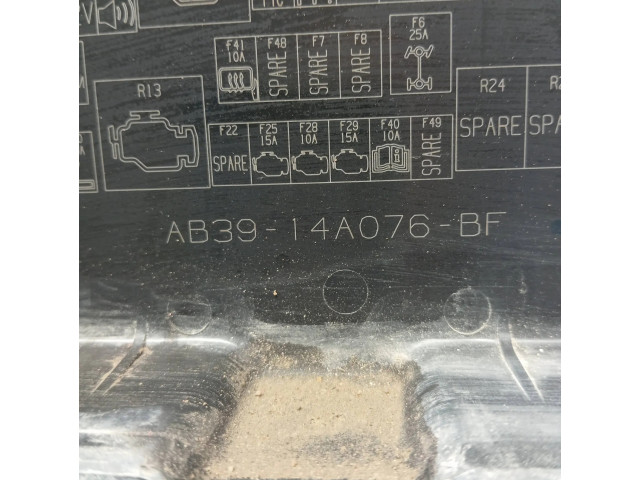 2V
F41 10A
F48 SPARE
F7 SPARE
F8 SPARE
F6 25A
R13
R24 SPARE
SPA
F22 SPARE
F25 15A
F28 10A
F29 15A
F40 10A
F49 SPARE
AB39-14A076-BF